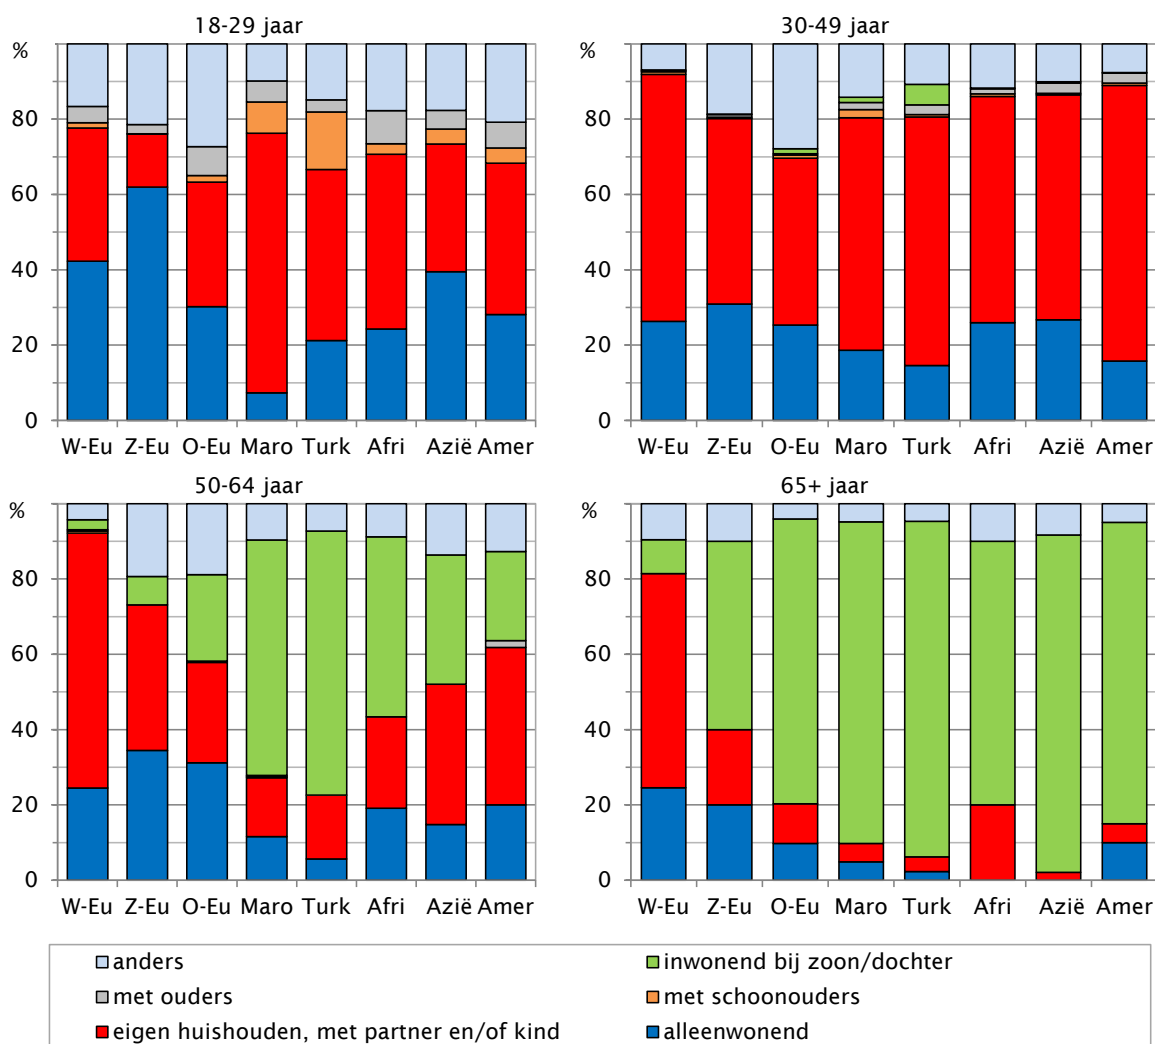 18-29 jaar
%
80
60
40
20
0
W-Eu Z-Eu O-Eu Maro Turk Afri Azië Amer
30-49 jaar
%
80
60
40
20
0
W-Eu Z-Eu O-Eu Maro Turk Afri Azië Amer
50-64 jaar
%
80
60
40
20
0
W-Eu Z-Eu O-Eu Maro Turk Afri Azië Amer
65+ jaar
%
80
60
40
20
0
W-Eu Z-Eu O-Eu Maro Turk Afri Azië Amer
anders
inwonend bij zoon/dochter
met ouders
met schoonouders
eigen huishouden, met partner en/of kind
alleenwonend